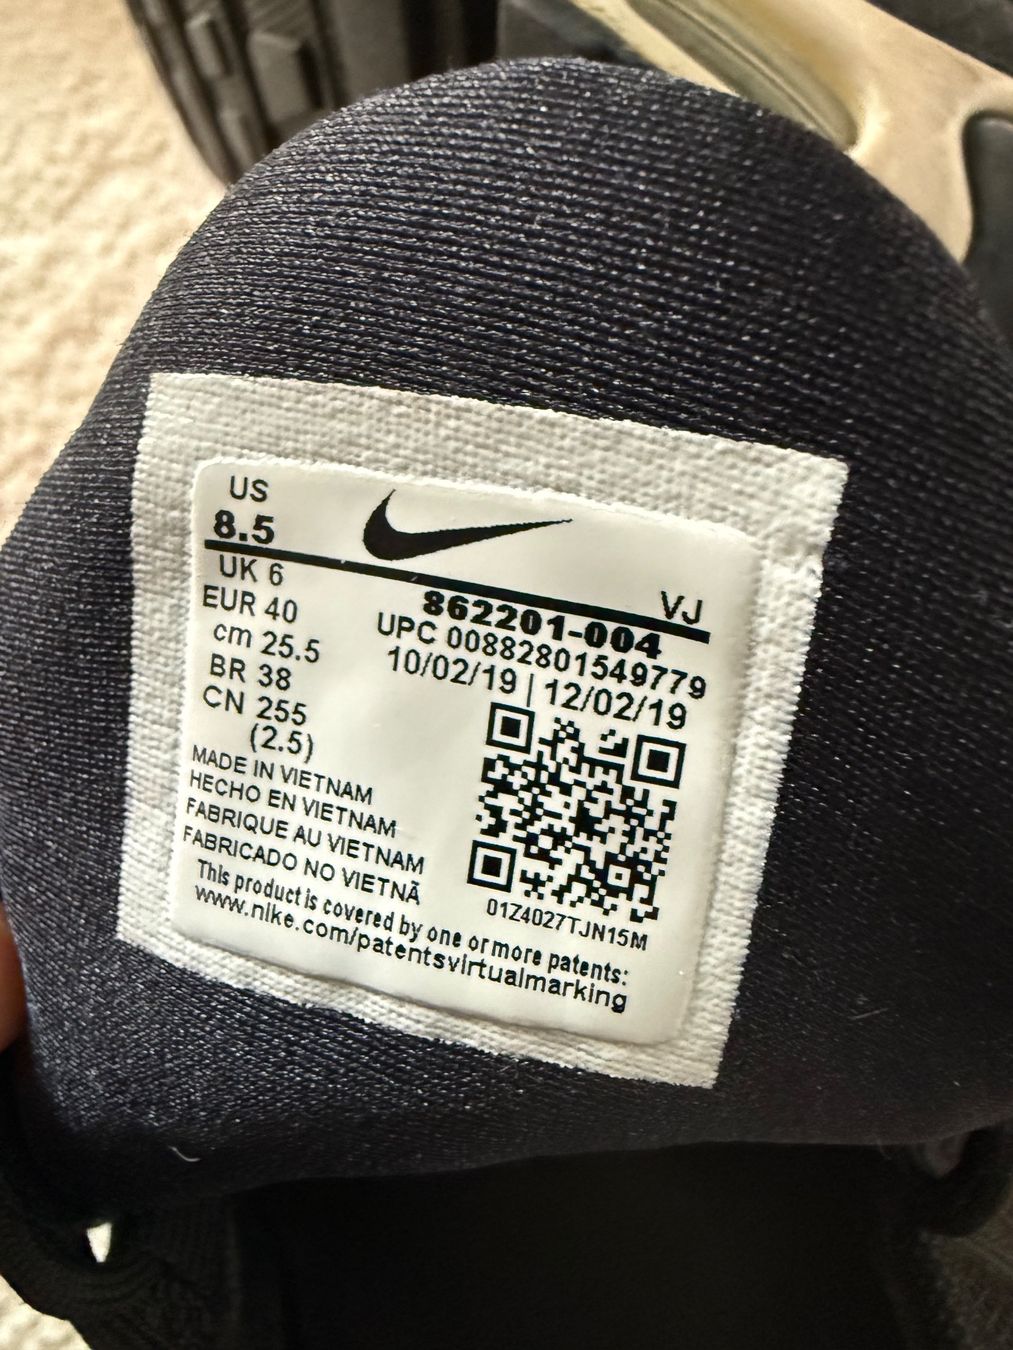 US
8.5
VJ
UK 6
862201-004
EUR 40
UPC 00882801549779
cm 25.5
10/02/19 | 12/02/19
BR 38
CN 255
(2.5)
MADE IN VIETNAM
HECHO EN VIETNAM
FABRIQUE AU VIETNAM
FABRICADO NO VIETNÃ
01Z4027TJN15M
This product is covered by one or more patents:
www.nike.com/patentsvirtualmarking